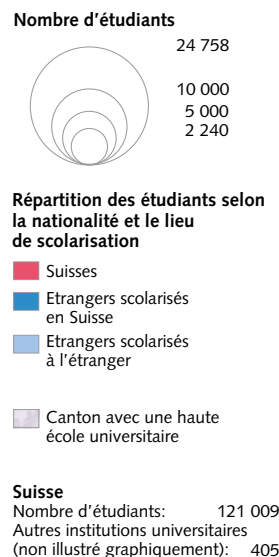 Nombre d'étudiants
24 758
10 000
5 000
2 240
Répartition des étudiants selon
la nationalité et le lieu
de scolarisation
Suisses
Etrangers scolarisés
en Suisse
Etrangers scolarisés
à l'étranger
Canton avec une haute
école universitaire
Suisse
Nombre d'étudiants: 121 009
Autres institutions universitaires
(non illustré graphiquement): 405